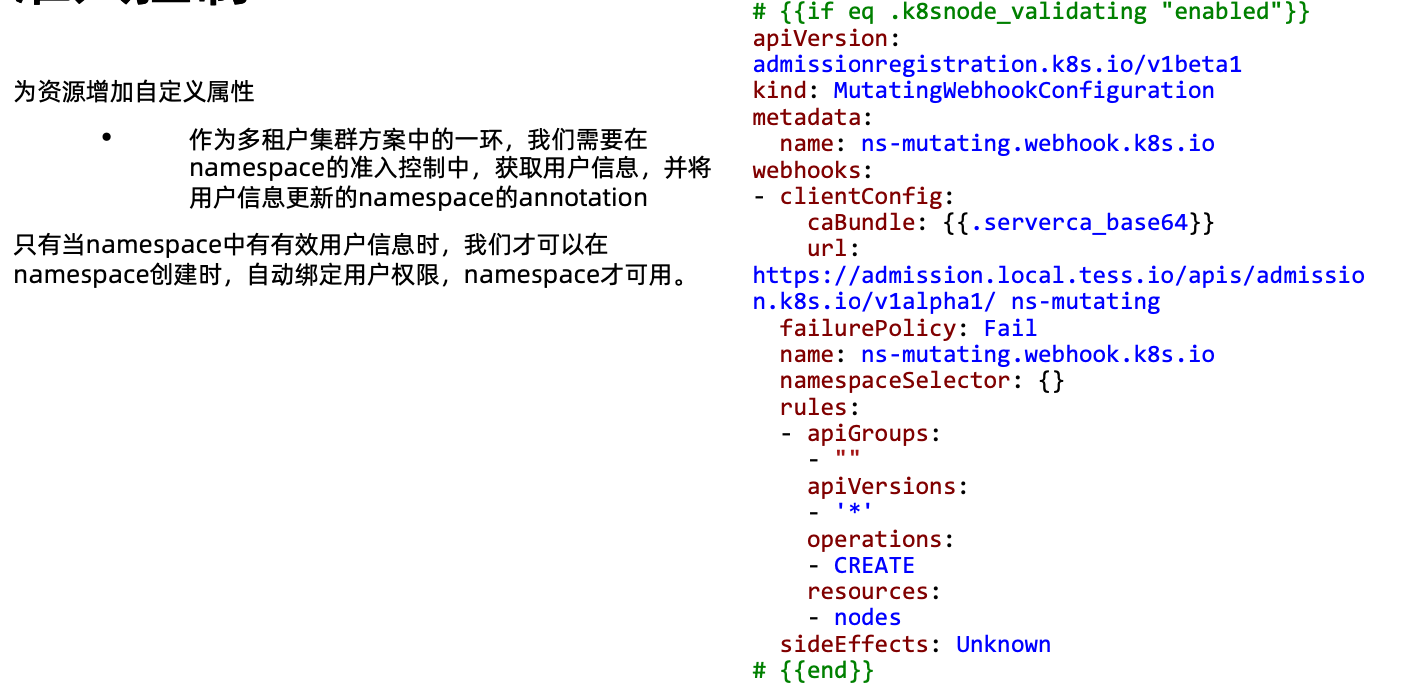 准入控制
为资源增加自定义属性
• 作为多租户集群方案中的一环，我们需要在
namespace的准入控制中，获取用户信息，并将
用户信息更新的namespace的annotation
只有当namespace中有有效用户信息时，我们才可以在
namespace创建时，自动绑定用户权限，namespace才可用。
# {{if eq .k8snode_validating "enabled"}}
apiVersion:
admissionregistration.k8s.io/v1beta1
kind: MutatingWebhookConfiguration
metadata:
  name: ns-mutating.webhook.k8s.io
webhooks:
- clientConfig:
    caBundle: {{.serverca_base64}}
    url:
https://admission.local.tess.io/apis/admissio
n.k8s.io/v1alpha1/ ns-mutating
  failurePolicy: Fail
  name: ns-mutating.webhook.k8s.io
  namespaceSelector: {}
  rules:
  - apiGroups:
    - ""
    apiVersions:
    - '*'
    operations:
    - CREATE
    resources:
    - nodes
  sideEffects: Unknown
# {{end}}